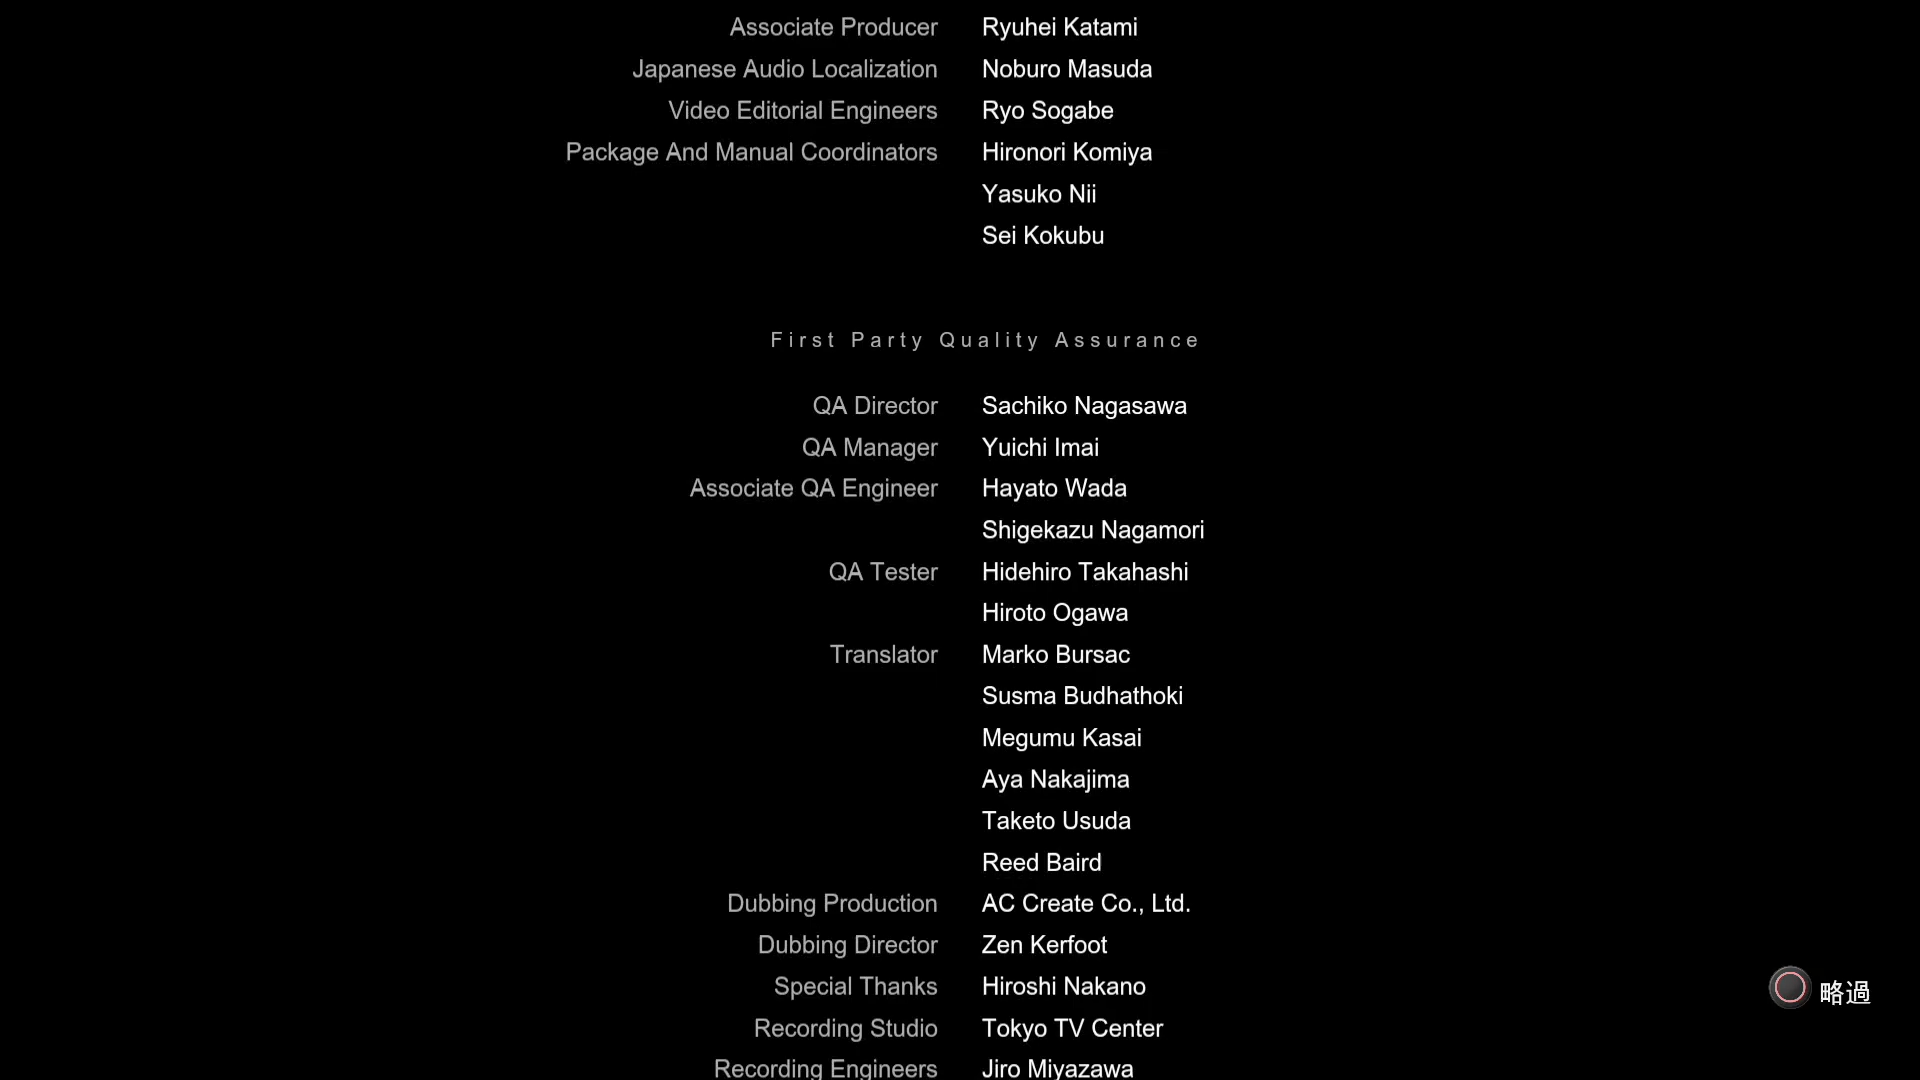 Associate Producer Ryuhei Katami
Japanese Audio Localization Noburo Masuda
Video Editorial Engineers Ryo Sogabe
Package And Manual Coordinators Hironori Komiya
Yasuko Nii
Sei Kokubu
First Party Quality Assurance
QA Director Sachiko Nagasawa
QA Manager Yuichi Imai
Associate QA Engineer Hayato Wada
Shigekazu Nagamori
QA Tester Hidehiro Takahashi
Hiroto Ogawa
Translator Marko Bursac
Susma Budhathoki
Megumu Kasai
Aya Nakajima
Taketo Usuda
Reed Baird
Dubbing Production AC Create Co., Ltd.
Dubbing Director Zen Kerfoot
Special Thanks Hiroshi Nakano
略過
Recording Studio Tokyo TV Center
Recording Engineers Jiro Miyazawa